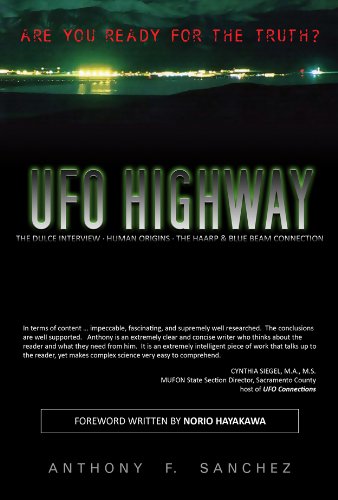 ARE YOU READY FOR THE TRUTH?
UFO HIGHWAY
THE DULCE INTERVIEW · HUMAN ORIGINS · THE HAARP & BLUE BEAM CONNECTION
In terms of content ... impeccable, fascinating, and supremely well researched. The conclusions
are well supported. Anthony is an extremely clear and concise writer who thinks about the
reader and what they need from him. It is an extremely intelligent piece of work that talks up to
the reader, yet makes complex science very easy to comprehend.
CYNTHIA SIEGEL, M.A., M.S.
MUFON State Section Director, Sacramento County
host of UFO Connections
FOREWORD WRITTEN BY NORIO HAYAKAWA
ANTHONY F. SANCHEZ